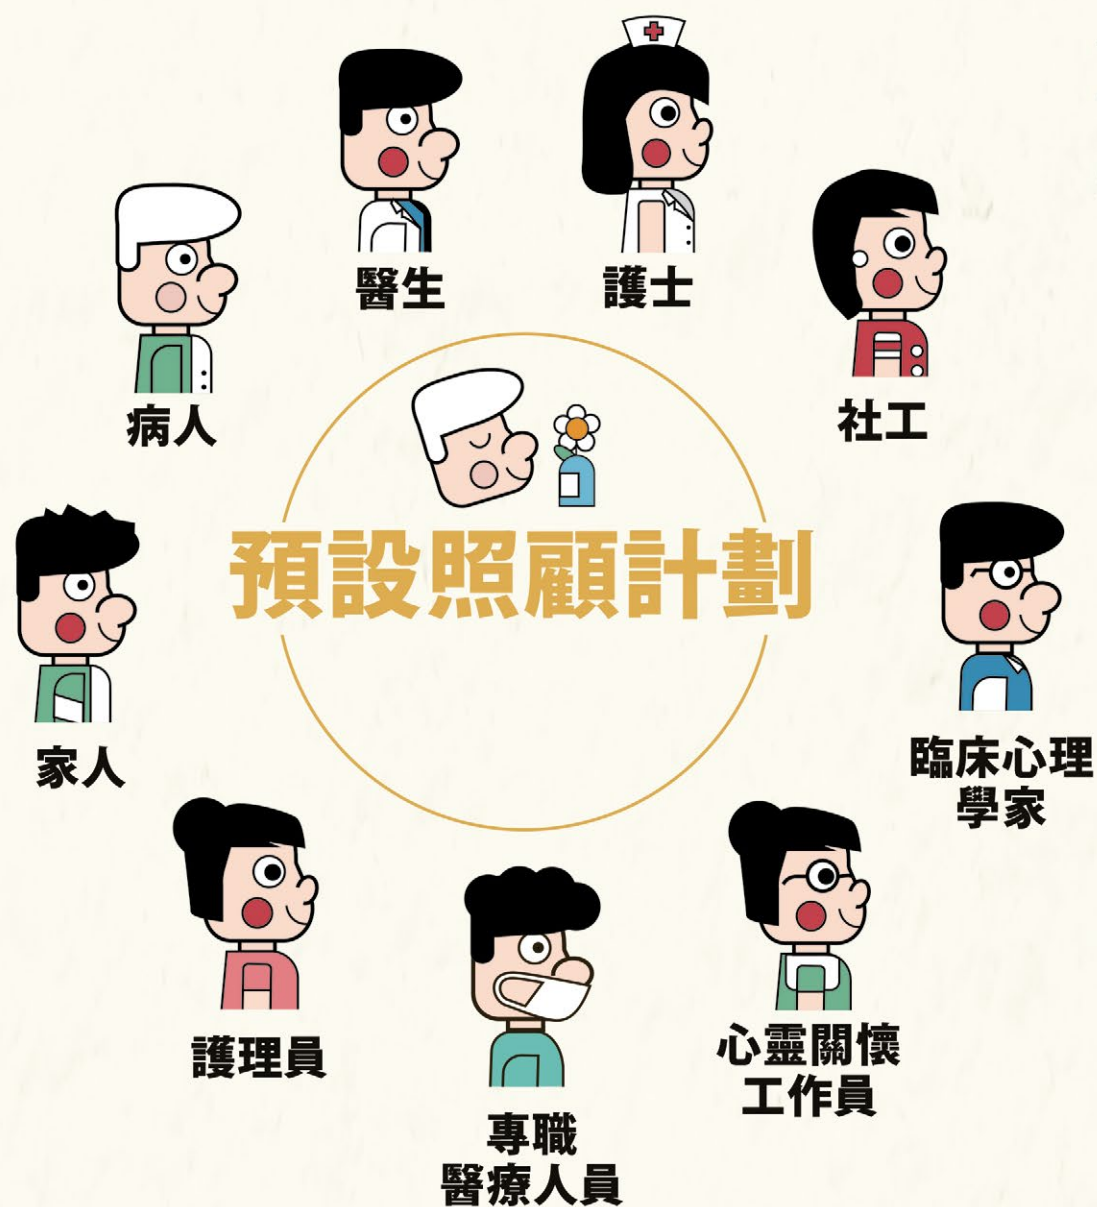 醫生
護士
病人
社工
預設照顧計劃
家人
臨床心理
學家
護理員
心靈關懷
工作員
專職
醫療人員